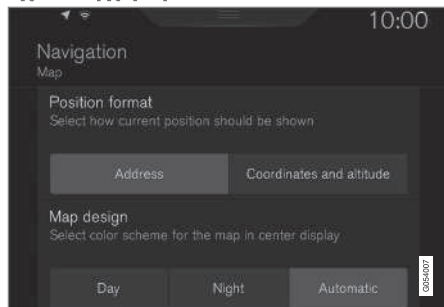 10:00
Navigation
Map
Position format
Select how current position should be shown
Address
Coordinates and altitude
Map design
Select color scheme for the map in center display
Day
Night
Automatic
G054007